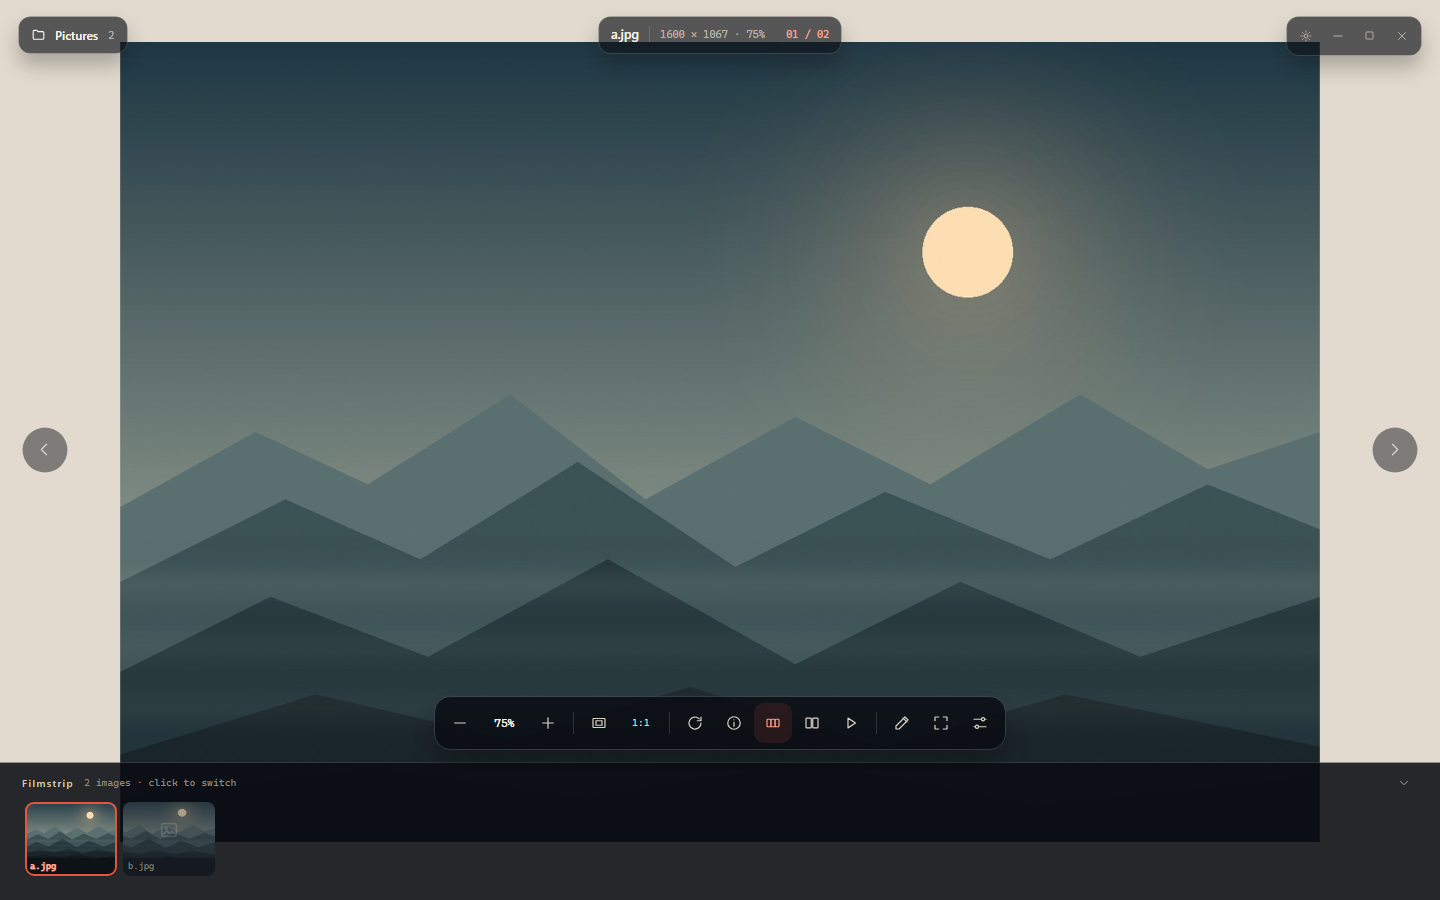 Pictures 2
a.jpg 1600 × 1067 · 75% 01 / 02
75% 1:1
Filmstrip 2 images · click to switch
a.jpg b.jpg